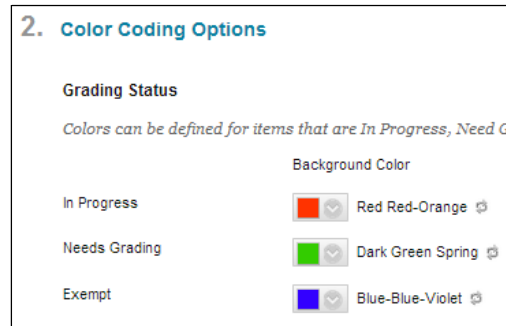 2. Color Coding Options
Grading Status
Colors can be defined for items that are In Progress, Need
Background Color
In Progress Red Red-Orange
Needs Grading Dark Green Spring
Exempt Blue-Blue-Violet